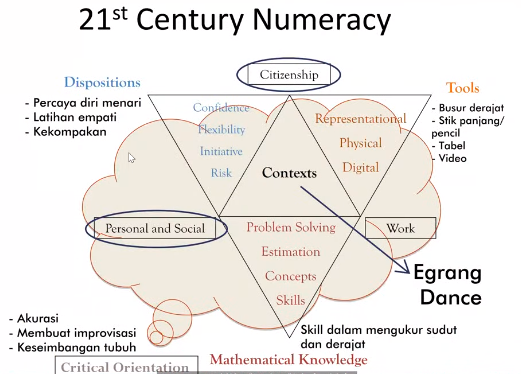 21st Century Numeracy
Citizenship
Dispositions
- Percaya diri menari
- Latihan empati
- Kekompakan
Tools
- Busur derajat
- Stik panjang/
pencil
- Tabel
- Video
Confidence
Flexibility
Initiative
Risk
Representational
Physical
Digital
Contexts
Personal and Social
Work
Problem Solving
Estimation
Concepts
Skills
Egrang
Dance
- Akurasi
- Membuat improvisasi
- Keseimbangan tubuh
Skill dalam mengukur sudut
dan derajat
Critical Orientation
Mathematical Knowledge